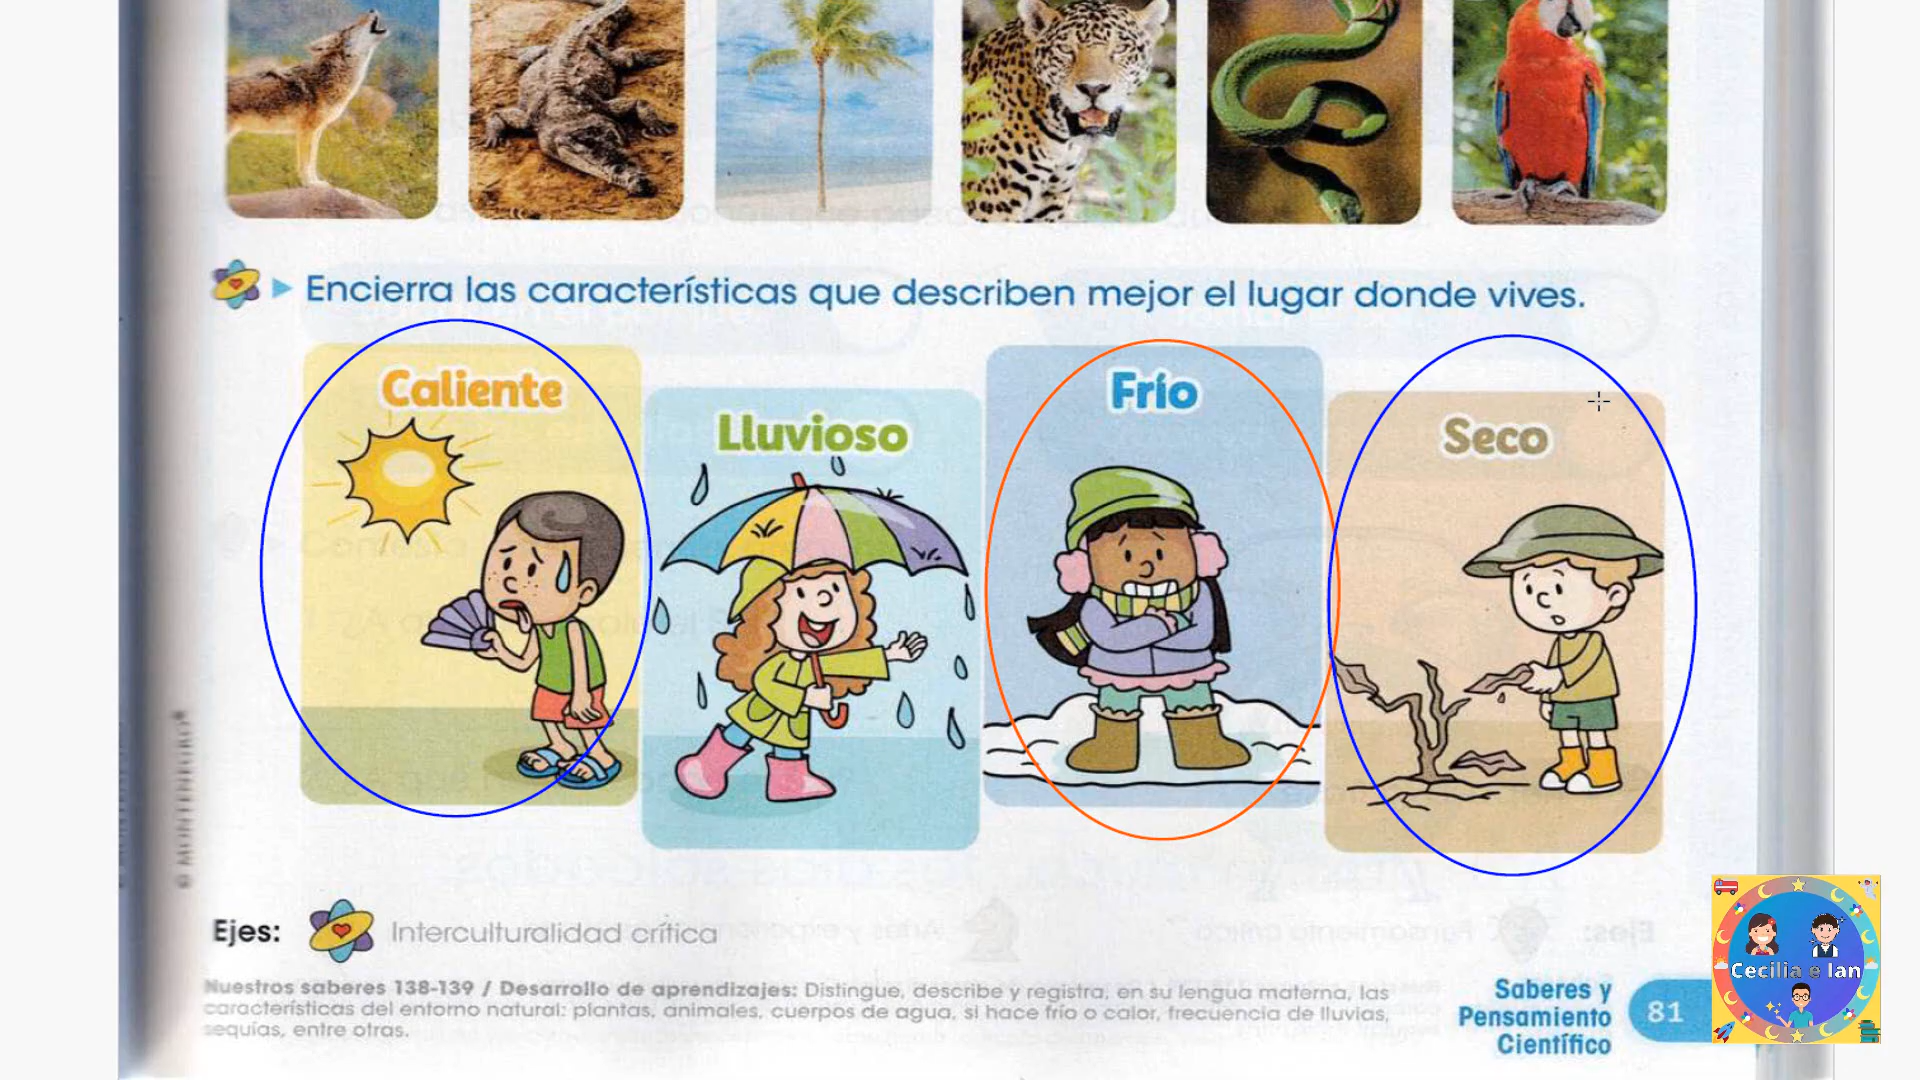 Encierra las características que describen mejor el lugar donde vives.
Caliente
Lluvioso
Frío
Seco
© MONTENEGRO®
Ejes: Interculturalidad crítica
Nuestros saberes 138-139 / Desarrollo de aprendizajes: Distingue, describe y registra, en su lengua materna, las
características del entorno natural: plantas, animales, cuerpos de agua, si hace frío o calor, frecuencia de lluvias,
sequías, entre otras.
Saberes y
Pensamiento
Científico
81
Cecilia e Ian